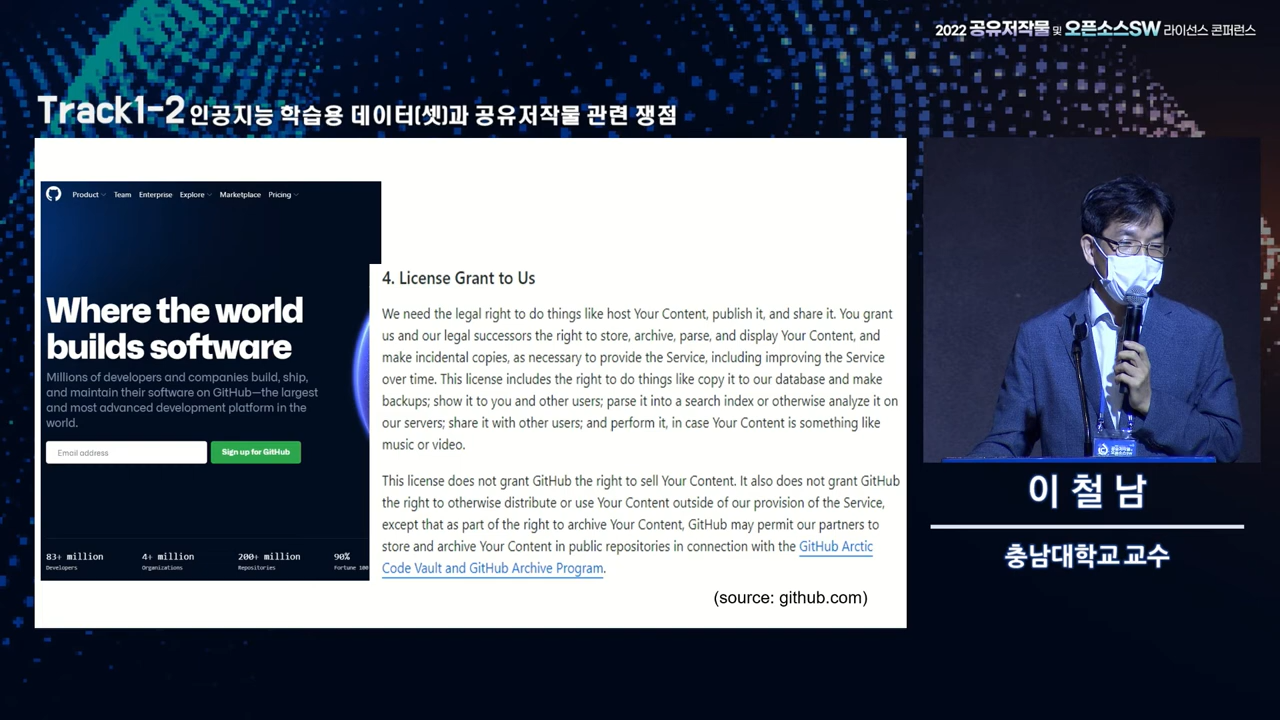 2022 공유저작물 및 오픈소스SW 라이선스 콘퍼런스
Track1-2 인공지능 학습용 데이터(셋)과 공유저작물 관련 쟁점
Product Team Enterprise Explore Marketplace Pricing
Where the world
builds software
Millions of developers and companies build, ship,
and maintain their software on GitHub—the largest
and most advanced development platform in the
world.
Email address
Sign up for GitHub
83+ million
4+ million
200+ million
90%
Developers
Organizations
Repositories
Fortune 100
4. License Grant to Us
We need the legal right to do things like host Your Content, publish it, and share it. You grant
us and our legal successors the right to store, archive, parse, and display Your Content, and
make incidental copies, as necessary to provide the Service, including improving the Service
over time. This license includes the right to do things like copy it to our database and make
backups; show it to you and other users; parse it into a search index or otherwise analyze it on
our servers; share it with other users; and perform it, in case Your Content is something like
music or video.
This license does not grant GitHub the right to sell Your Content. It also does not grant GitHub
the right to otherwise distribute or use Your Content outside of our provision of the Service,
except that as part of the right to archive Your Content, GitHub may permit our partners to
store and archive Your Content in public repositories in connection with the GitHub Arctic
Code Vault and GitHub Archive Program.
(source: github.com)
이철남
충남대학교 교수